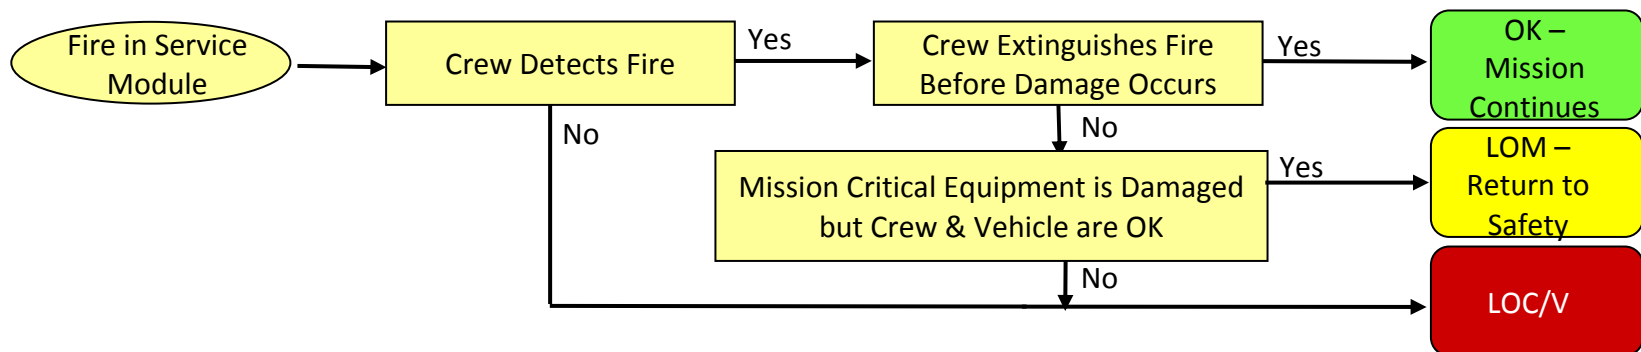 Fire in Service
Module
Crew Detects Fire
Yes
Crew Extinguishes Fire
Before Damage Occurs
Yes
OK –
Mission
Continues
No
No
Mission Critical Equipment is Damaged
but Crew & Vehicle are OK
Yes
LOM –
Return to
Safety
No
LOC/V